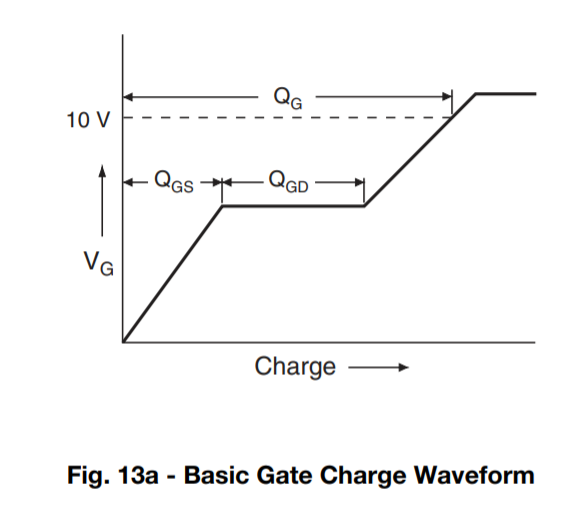 QG
10 V
QGS
QGD
VG
Charge
Fig. 13a - Basic Gate Charge Waveform